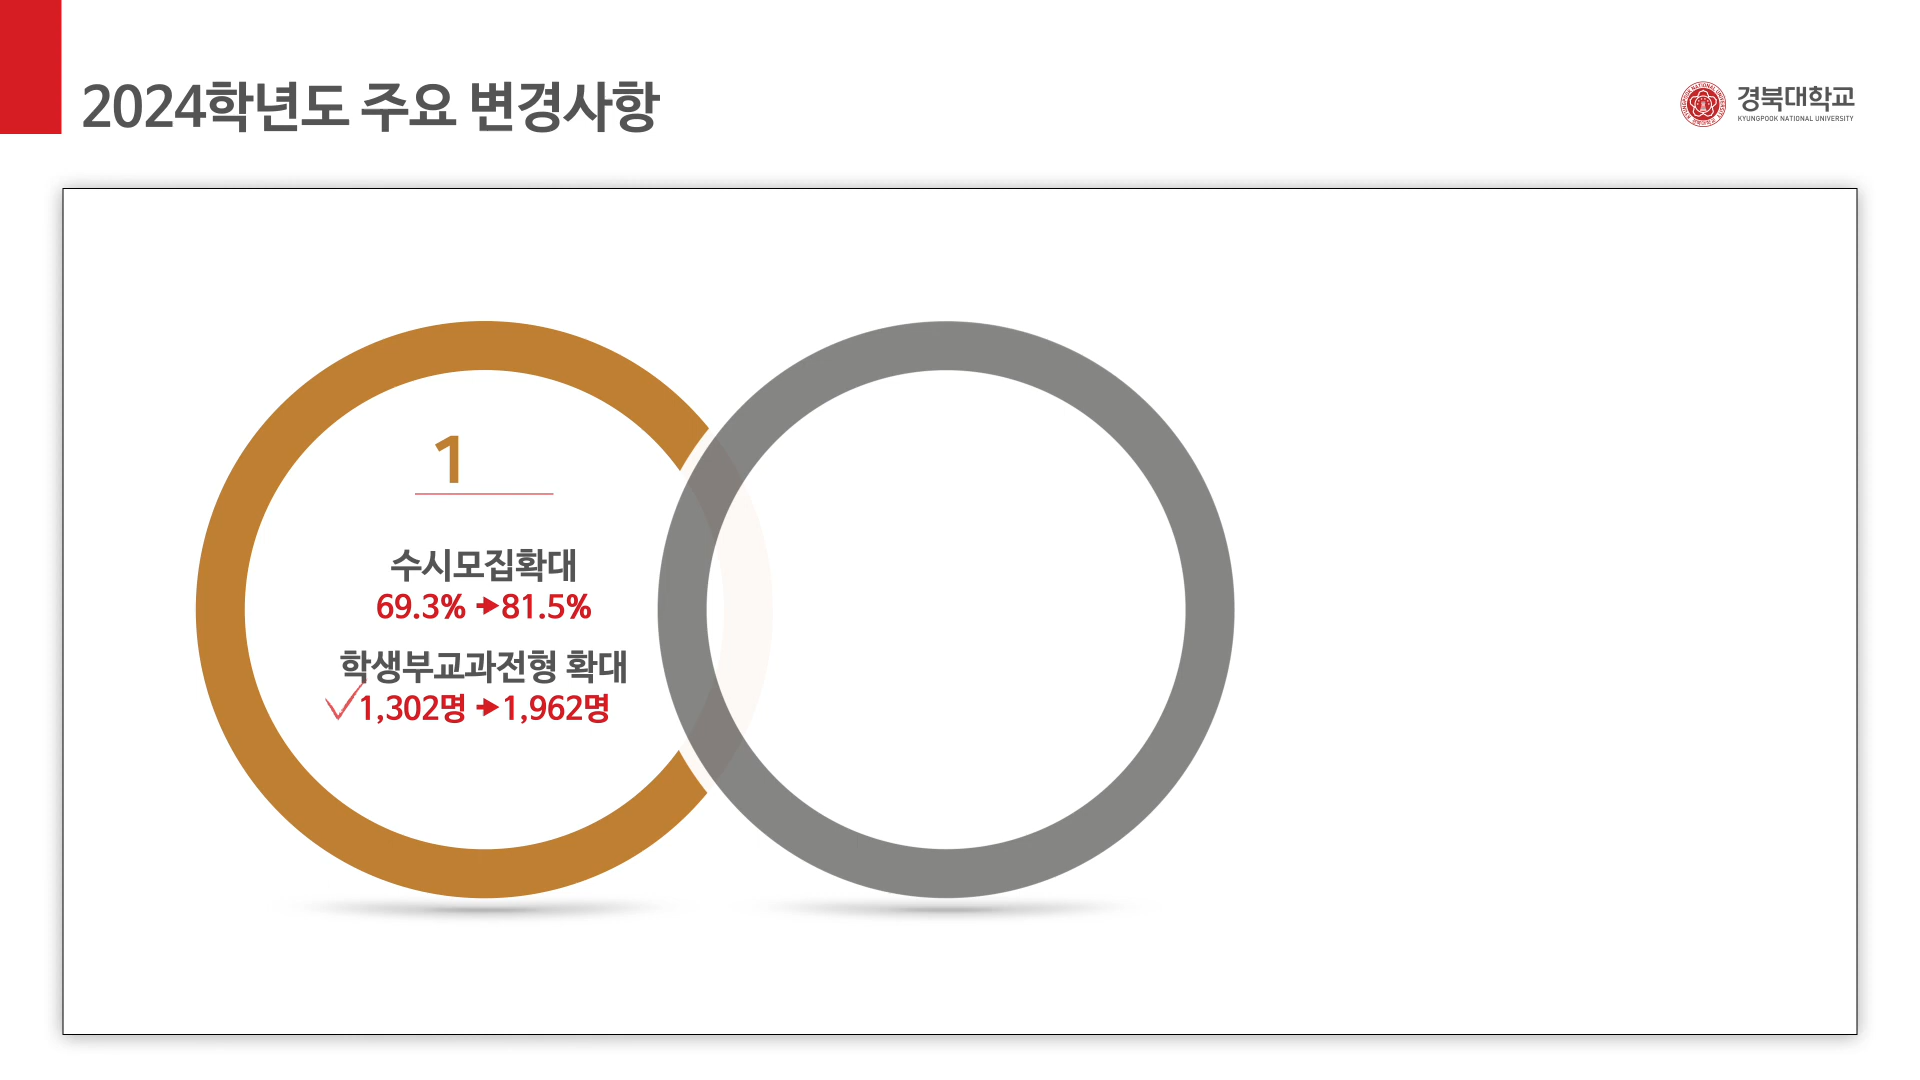 2024학년도 주요 변경사항
경북대학교
KYUNGPOOK NATIONAL UNIVERSITY
1
수시모집확대
69.3% →81.5%
학생부교과전형 확대
1,302명 →1,962명